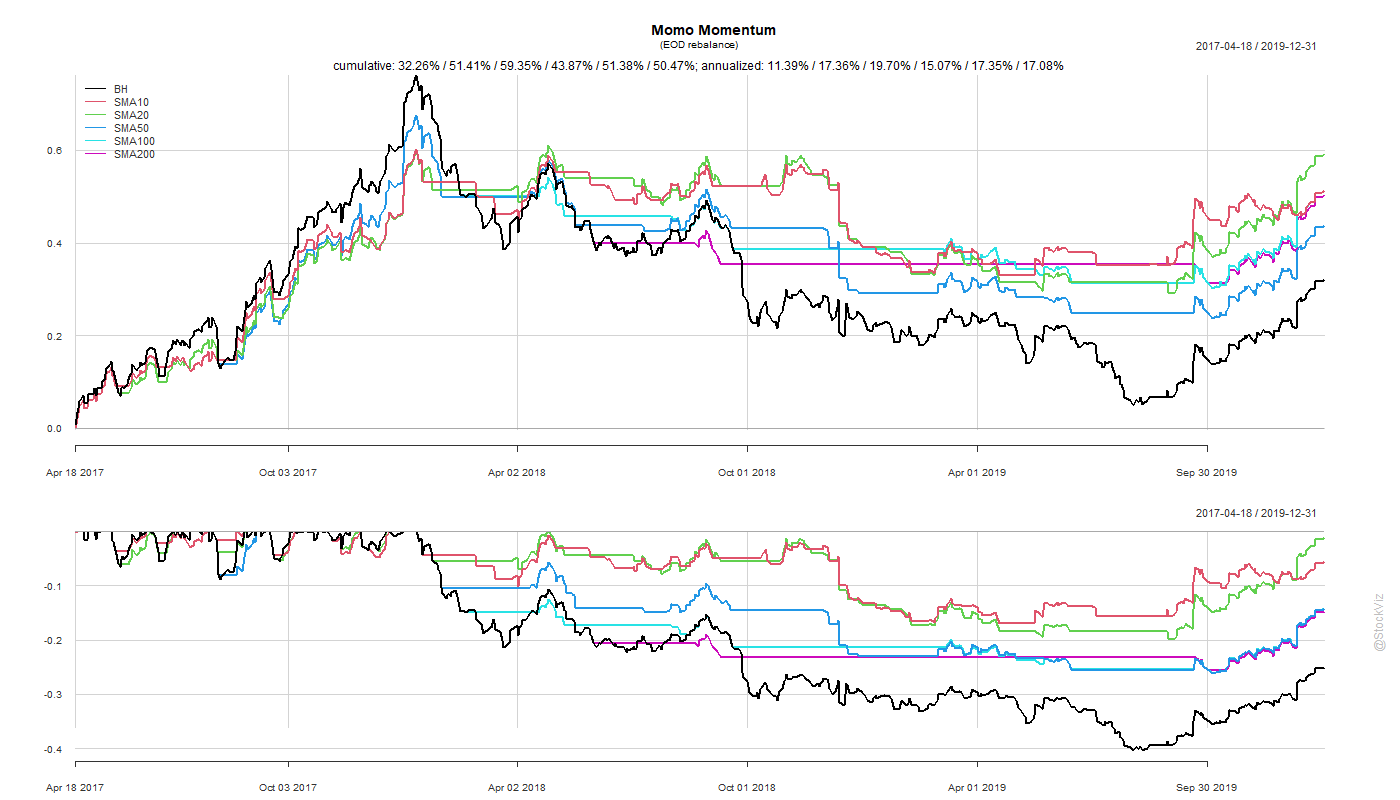 Momo Momentum
(EOD rebalance)
2017-04-18 / 2019-12-31
cumulative: 32.26% / 51.41% / 59.35% / 43.87% / 51.38% / 50.47%; annualized: 11.39% / 17.36% / 19.70% / 15.07% / 17.35% / 17.08%
BH
SMA10
SMA20
SMA50
SMA100
SMA200
0.6
0.4
0.2
0.0
Apr 18 2017
Oct 03 2017
Apr 02 2018
Oct 01 2018
Apr 01 2019
Sep 30 2019
2017-04-18 / 2019-12-31
-0.1
-0.2
-0.3
-0.4
Apr 18 2017
Oct 03 2017
Apr 02 2018
Oct 01 2018
Apr 01 2019
Sep 30 2019
@StockViz